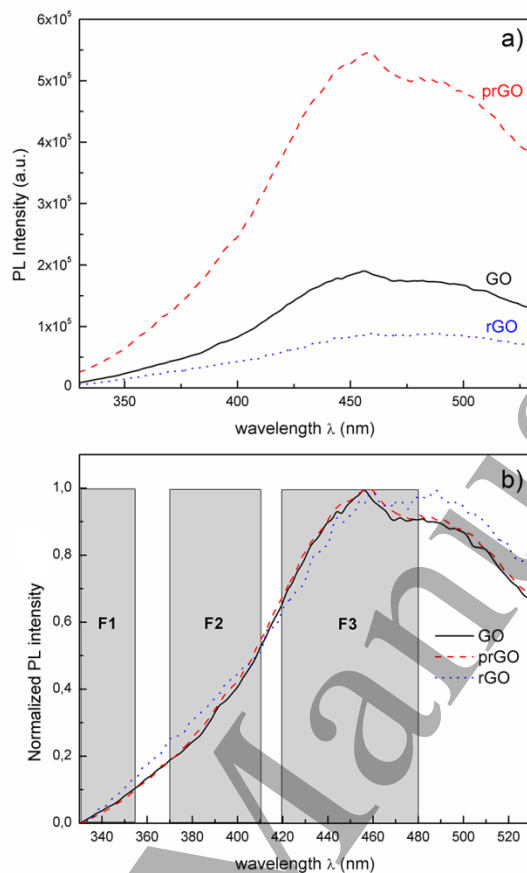 a)
6x10⁵
5x10⁵
4x10⁵
3x10⁵
2x10⁵
1x10⁵
0
PL Intensity (a.u.)
prGO
GO
rGO
350 400 450 500
wavelength λ (nm)
b)
1,0
0,8
0,6
0,4
0,2
0,0
Normalized PL intensity
F1 F2 F3
GO
prGO
rGO
340 360 380 400 420 440 460 480 500 520
wavelength λ (nm)
Manu